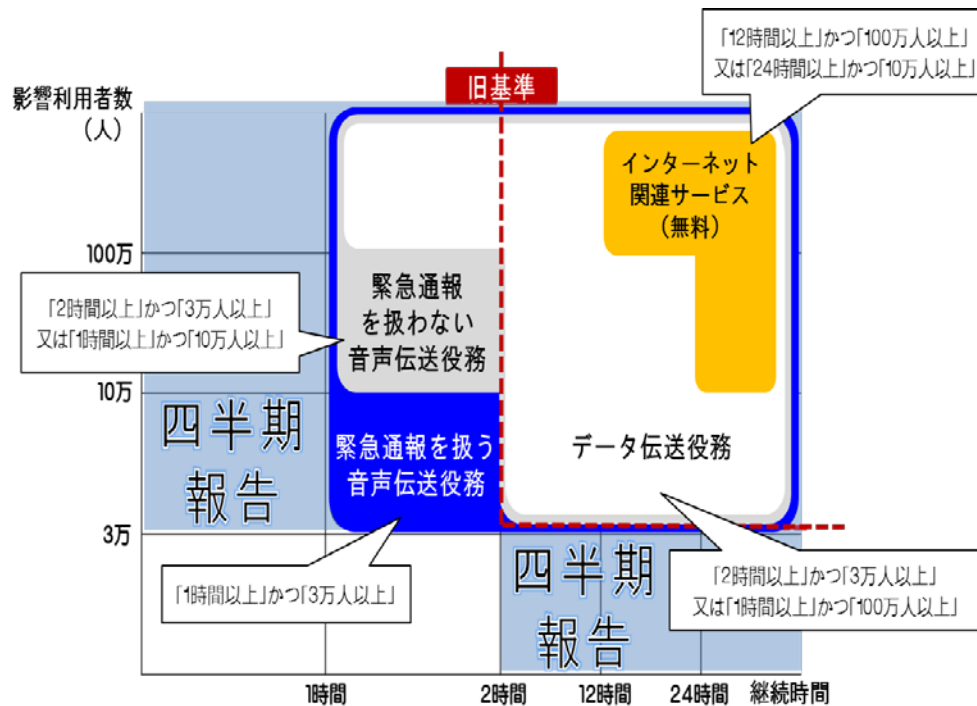 「12時間以上」かつ「100万人以上」
又は「24時間以上」かつ「10万人以上」
旧基準
影響利用者数
（人）
インターネット
関連サービス
（無料）
100万
緊急通報
を扱わない
音声伝送役務
「2時間以上」かつ「3万人以上」
又は「1時間以上」かつ「10万人以上」
10万
四半期
報告
緊急通報を扱う
音声伝送役務
データ伝送役務
3万
「1時間以上」かつ「3万人以上」
四半期
報告
「2時間以上」かつ「3万人以上」
又は「1時間以上」かつ「100万人以上」
1時間
2時間
12時間
24時間
継続時間